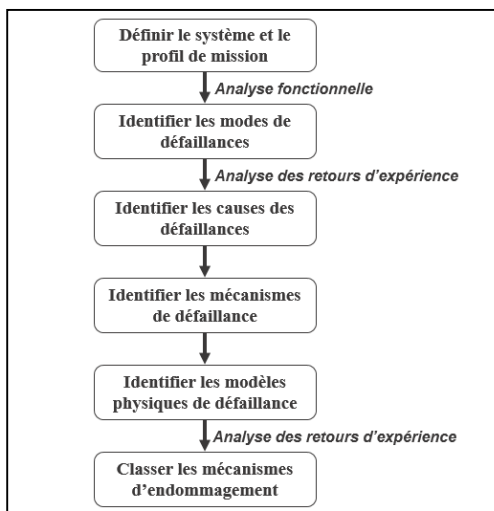 Définir le système et le
profil de mission
Analyse fonctionnelle
Identifier les modes de
défaillances
Analyse des retours d’expérience
Identifier les causes des
défaillances
Identifier les mécanismes
de défaillance
Identifier les modèles
physiques de défaillance
Analyse des retours d’expérience
Classer les mécanismes
d’endommagement